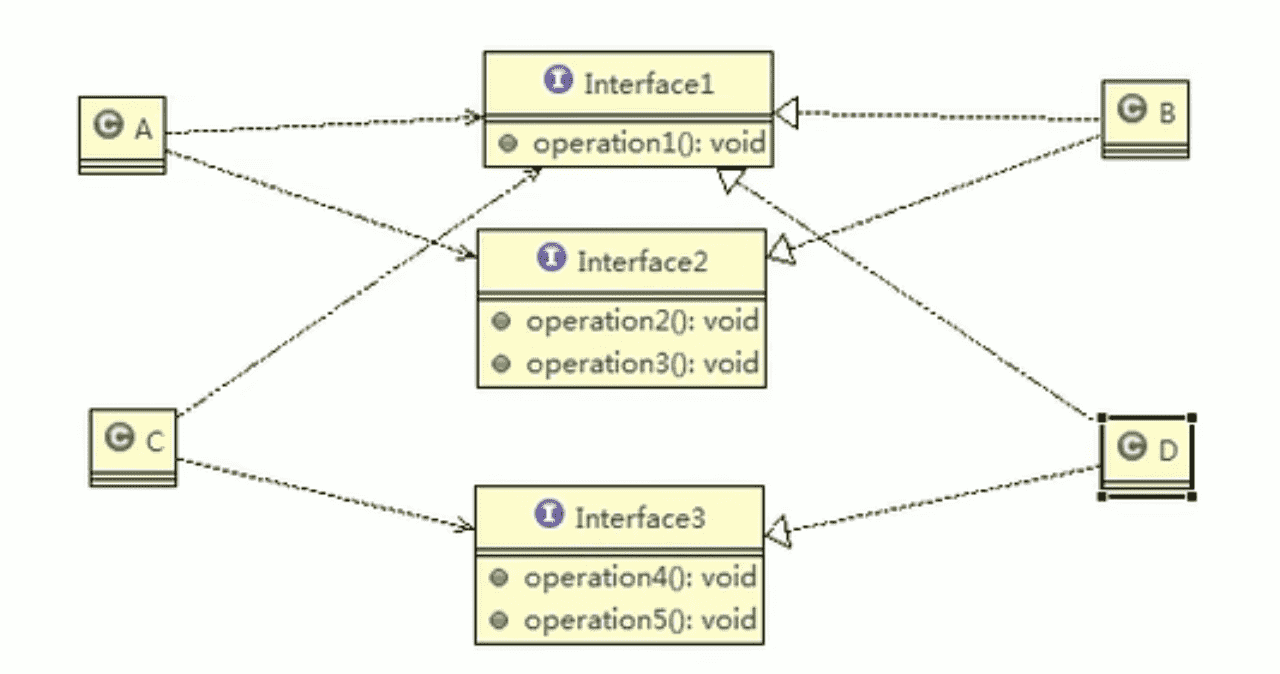 I Interface1
operation1(): void
C A
C B
I Interface2
operation2(): void
operation3(): void
C C
C D
I Interface3
operation4(): void
operation5(): void